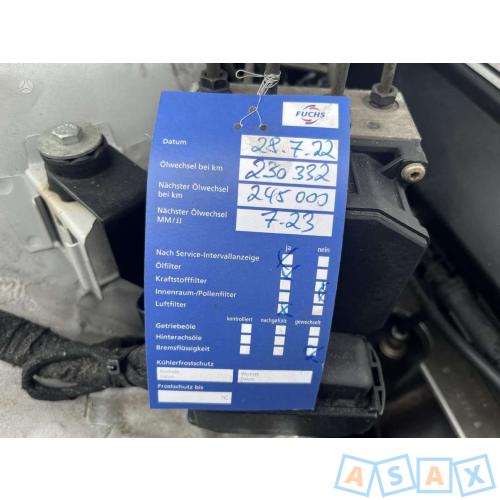 FUCHS
Datum 28.7.22
Ölwechsel bei km 230 332
Nächster Ölwechsel bei km 245 000
Nächster Ölwechsel MM/JJ 7-23
ja nein
Nach Service-Intervallanzeige
Ölfilter
Kraftstofffilter
Innenraum-/Pollenfilter
Luftfilter
kontrolliert nachgefüllt gewechselt
Getriebeöle
Hinterachsöle
Bremsflüssigkeit
Kühlerfrostschutz
Datum
Datum
Frostschutz bis °C
ASAX